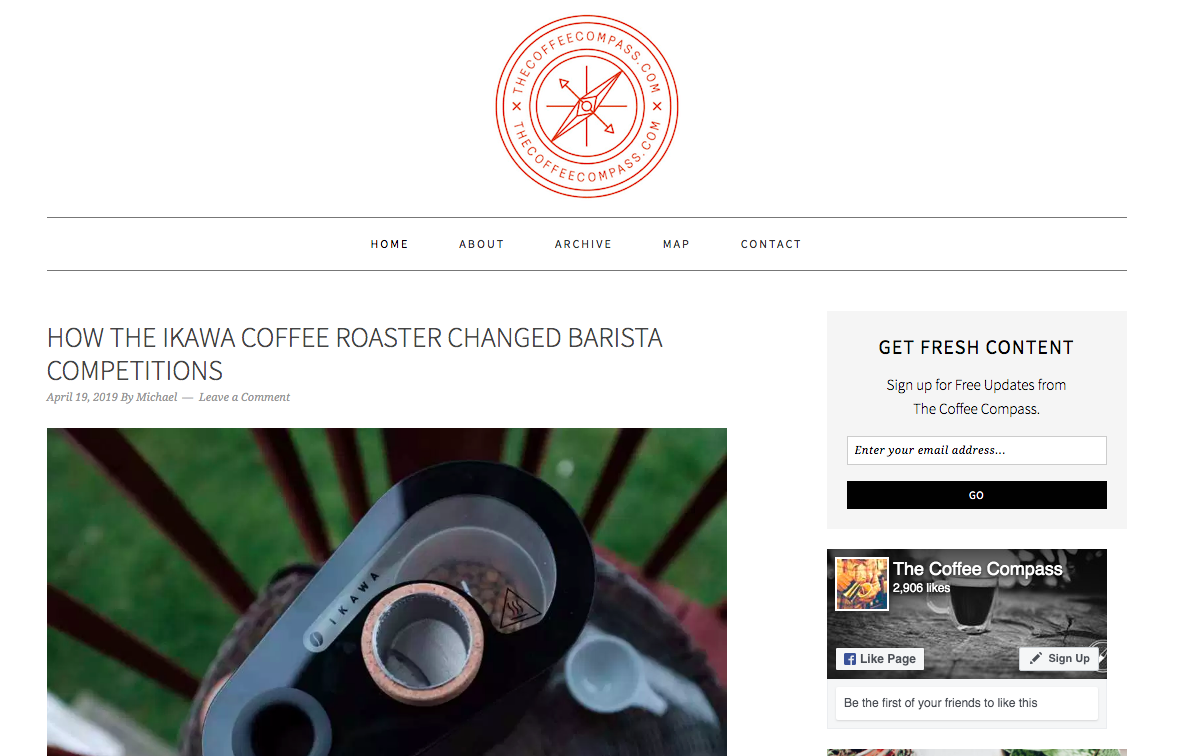 THECOFFEECOMPASS.COM
THECOFFEECOMPASS.COM
HOME ABOUT ARCHIVE MAP CONTACT
HOW THE IKAWA COFFEE ROASTER CHANGED BARISTA
COMPETITIONS
April 19, 2019 By Michael — Leave a Comment
IKAWA
GET FRESH CONTENT
Sign up for Free Updates from
The Coffee Compass.
Enter your email address...
GO
The Coffee Compass
2,906 likes
Like Page
Sign Up
Be the first of your friends to like this